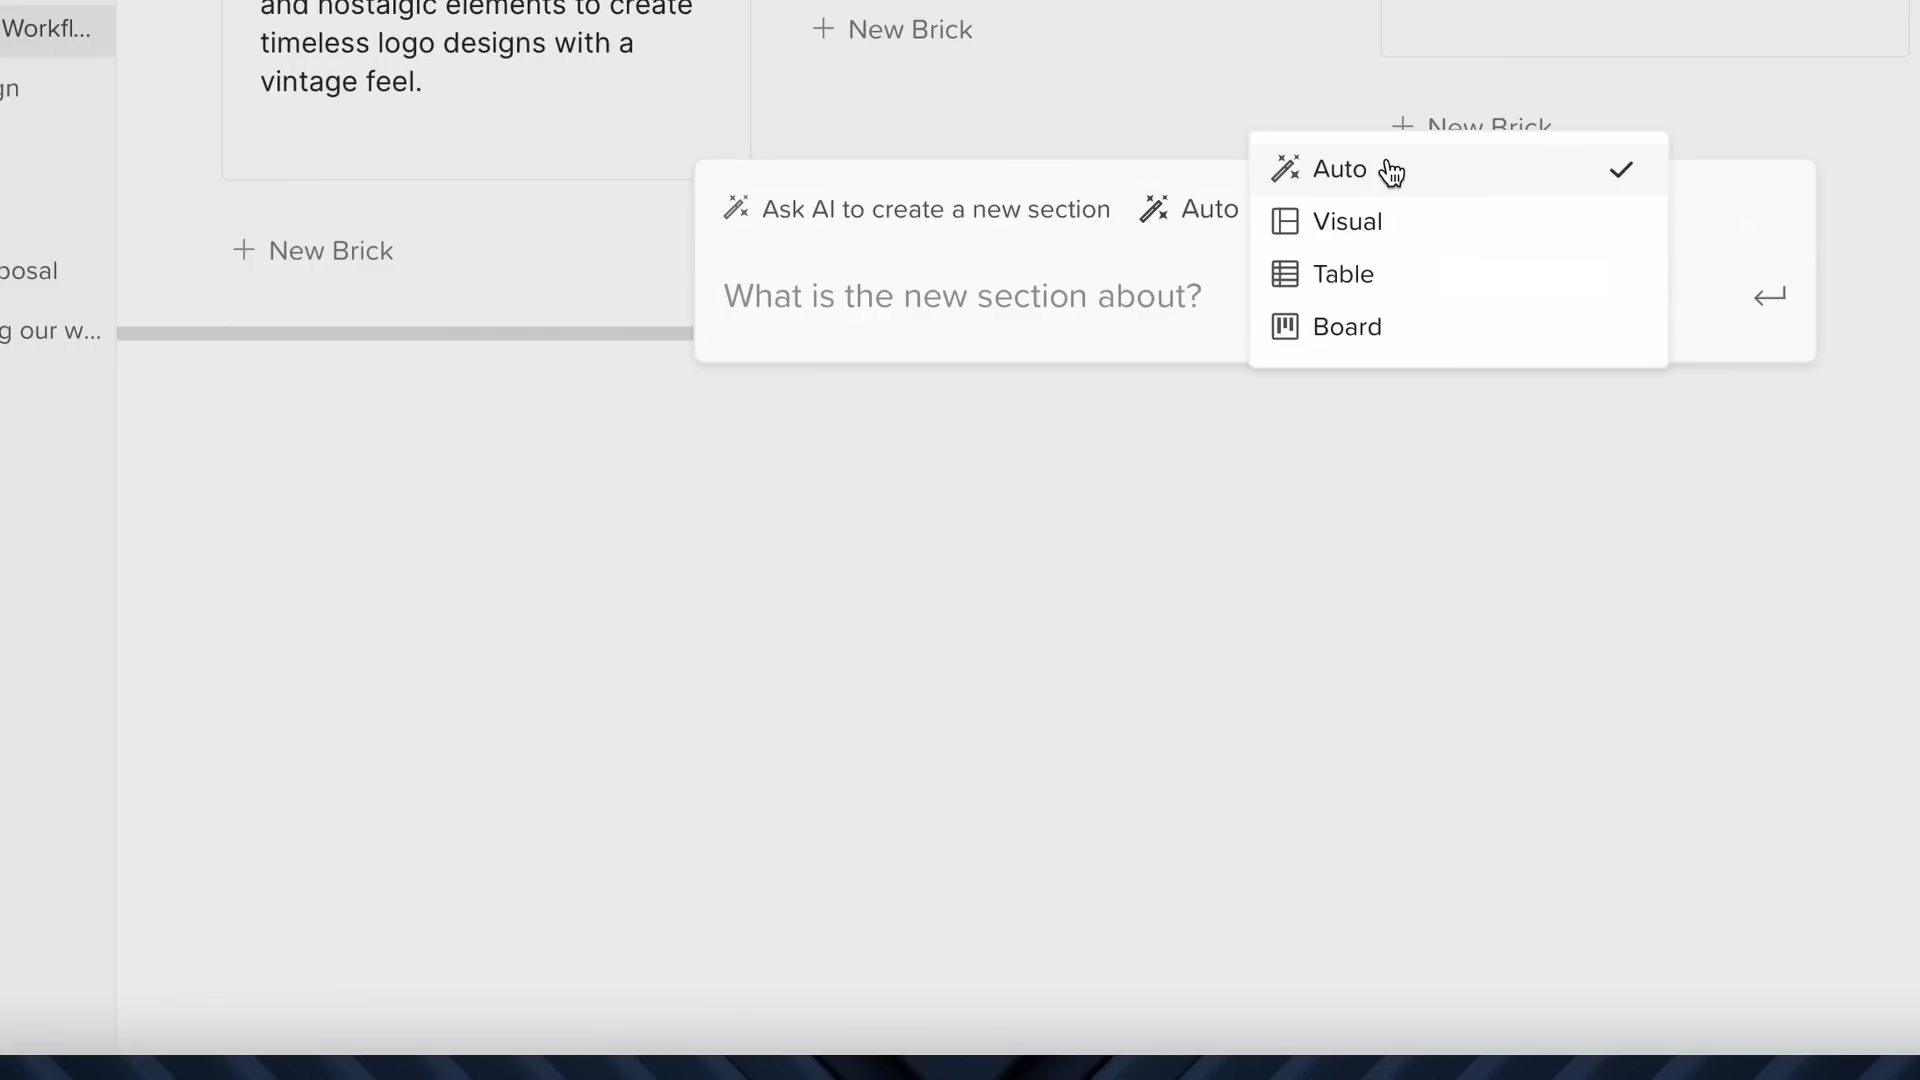 Workfl...
gn
posal
g our w...
and nostalgic elements to create
timeless logo designs with a
vintage feel.
+ New Brick
+ New Brick
+ New Brick
Ask AI to create a new section
Auto
What is the new section about?
Auto
Visual
Table
Board